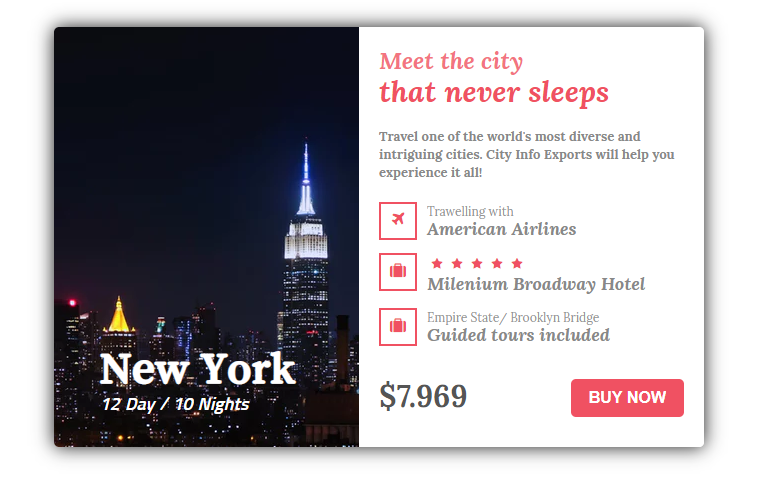 Meet the city
that never sleeps
Travel one of the world's most diverse and
intriguing cities. City Info Exports will help you
experience it all!
Trawelling with
American Airlines
Milenium Broadway Hotel
Empire State/ Brooklyn Bridge
Guided tours included
New York
12 Day / 10 Nights
$7.969
BUY NOW